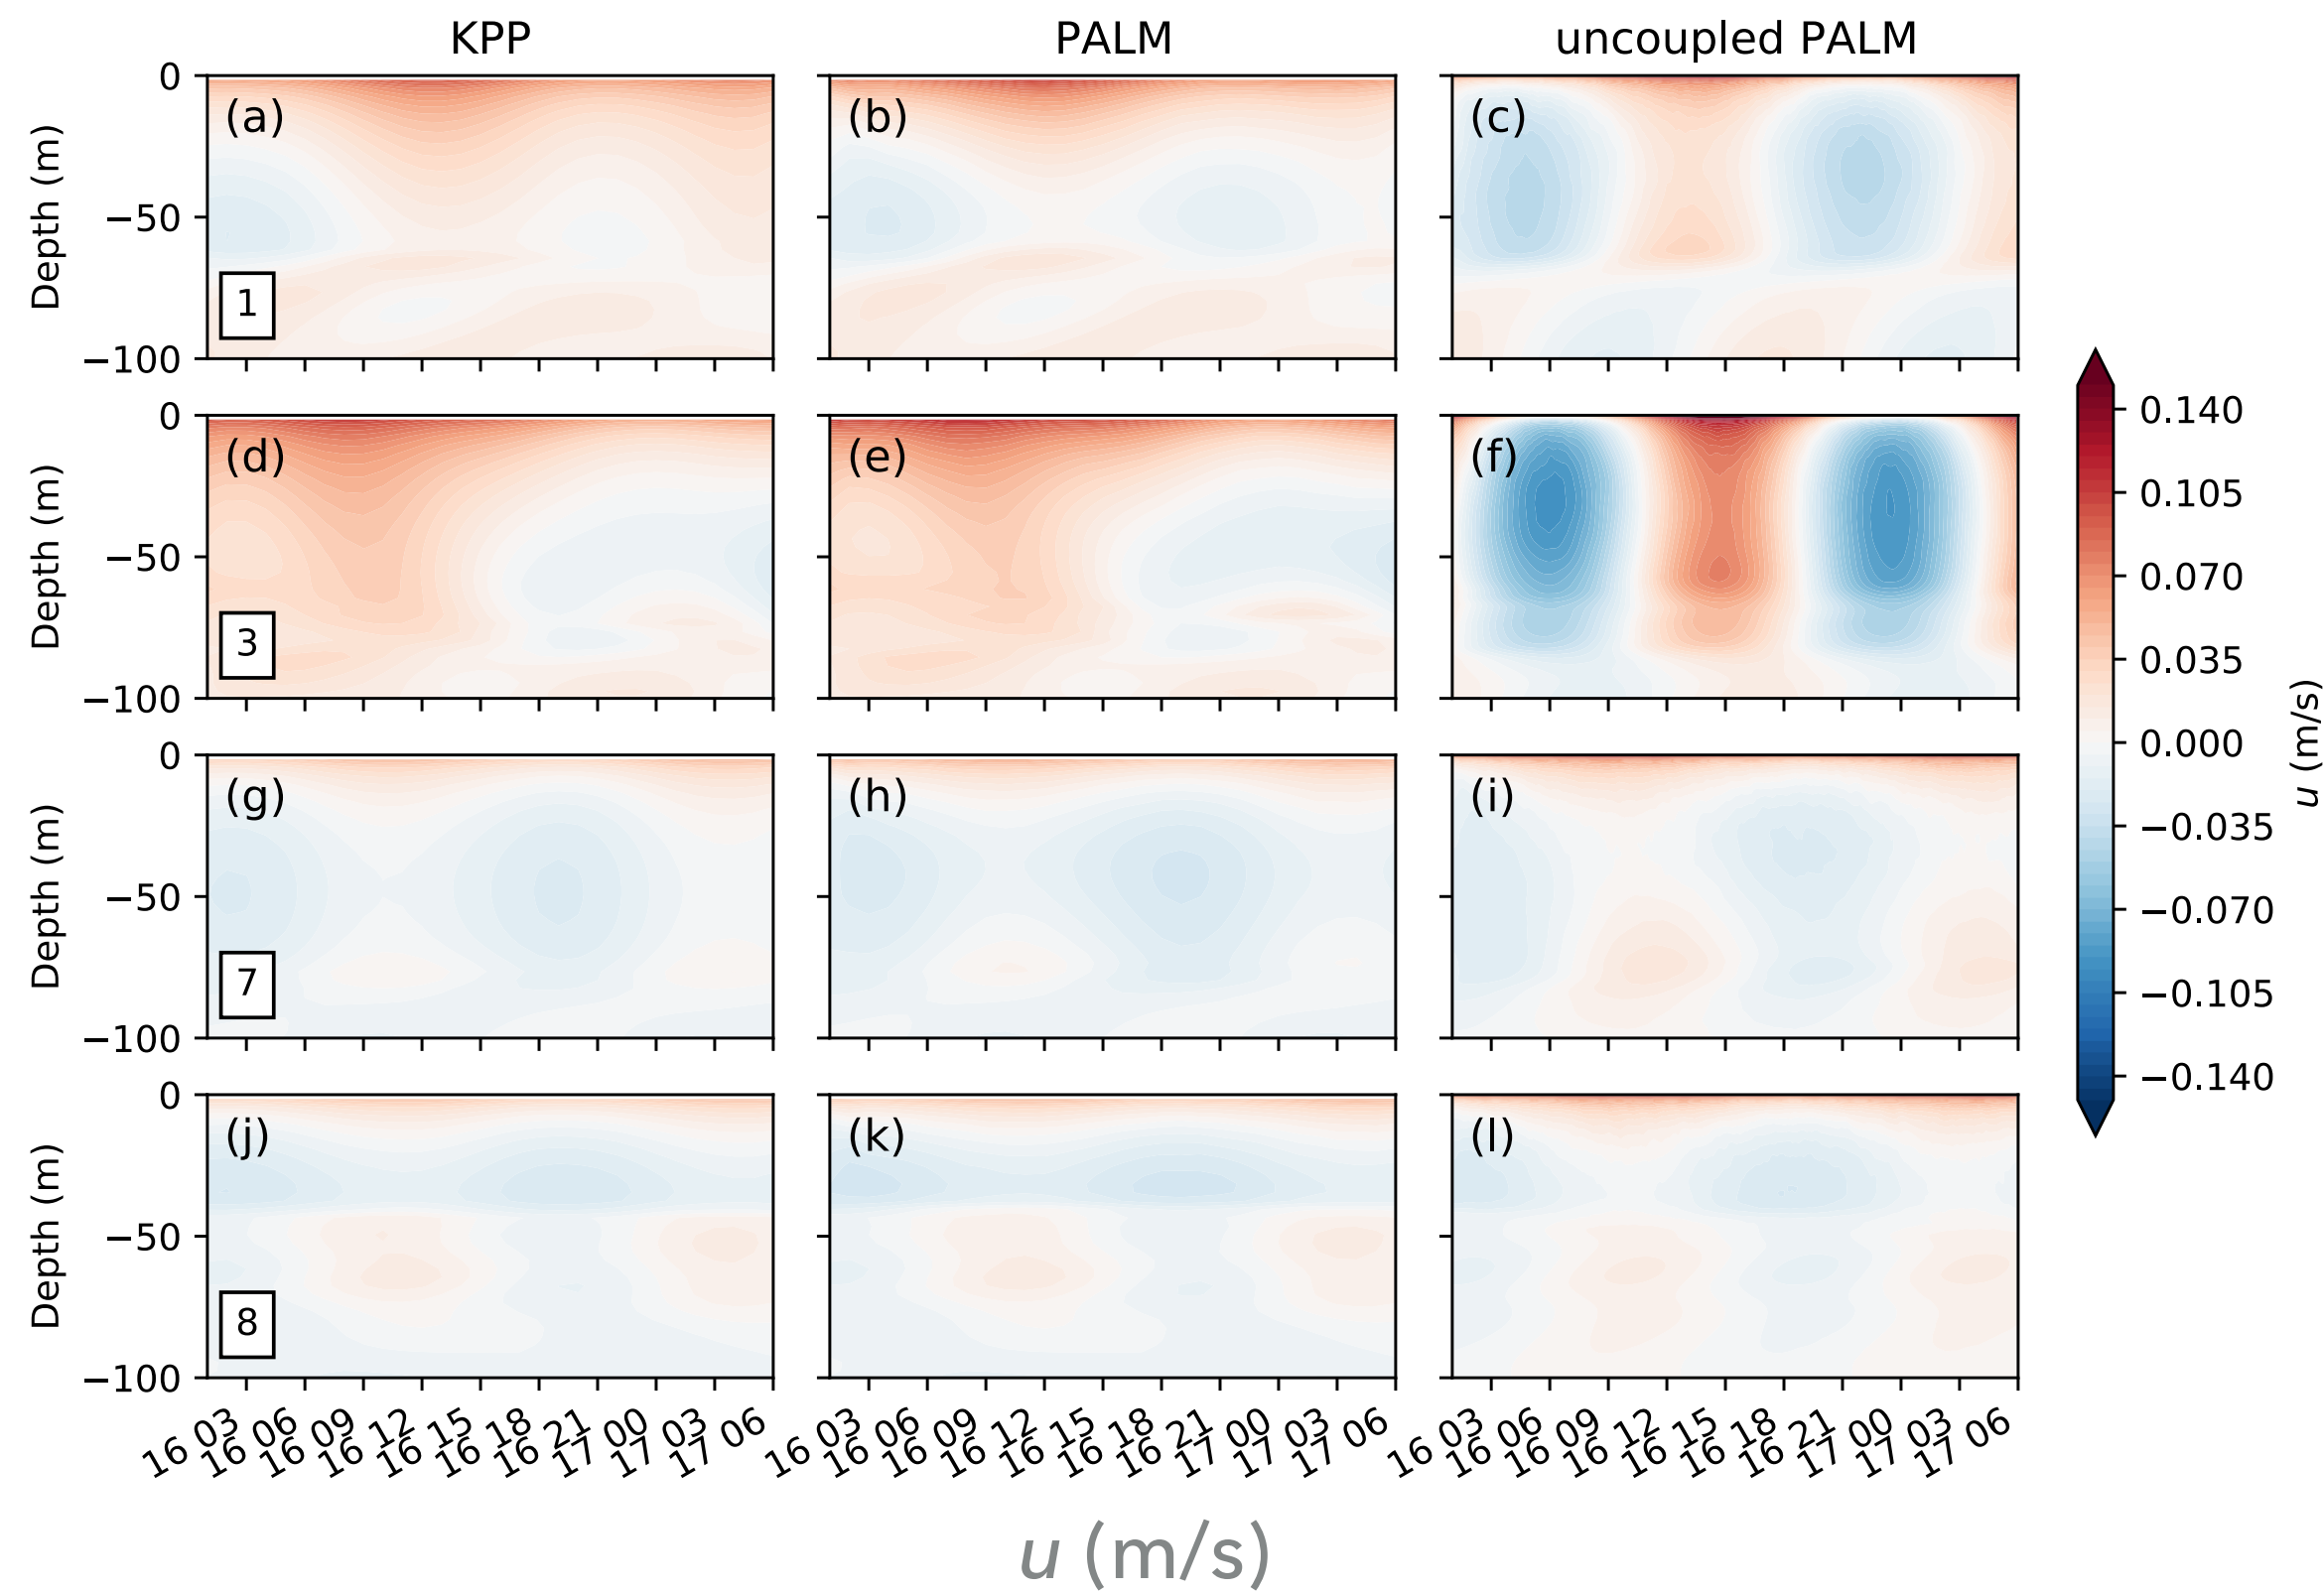 KPP PALM uncoupled PALM
Depth (m) 0 −50 −100 (a) 1 (b) (c)
Depth (m) 0 −50 −100 (d) 3 (e) (f)
Depth (m) 0 −50 −100 (g) 7 (h) (i)
Depth (m) 0 −50 −100 (j) 8 (k) (l)
16 03 16 06 16 09 16 12 16 15 16 18 16 21 17 00 17 03 17 06
16 03 16 06 16 09 16 12 16 15 16 18 16 21 17 00 17 03 17 06
16 03 16 06 16 09 16 12 16 15 16 18 16 21 17 00 17 03 17 06
0.140
0.105
0.070
0.035
0.000
−0.035
−0.070
−0.105
−0.140
u (m/s)
u (m/s)